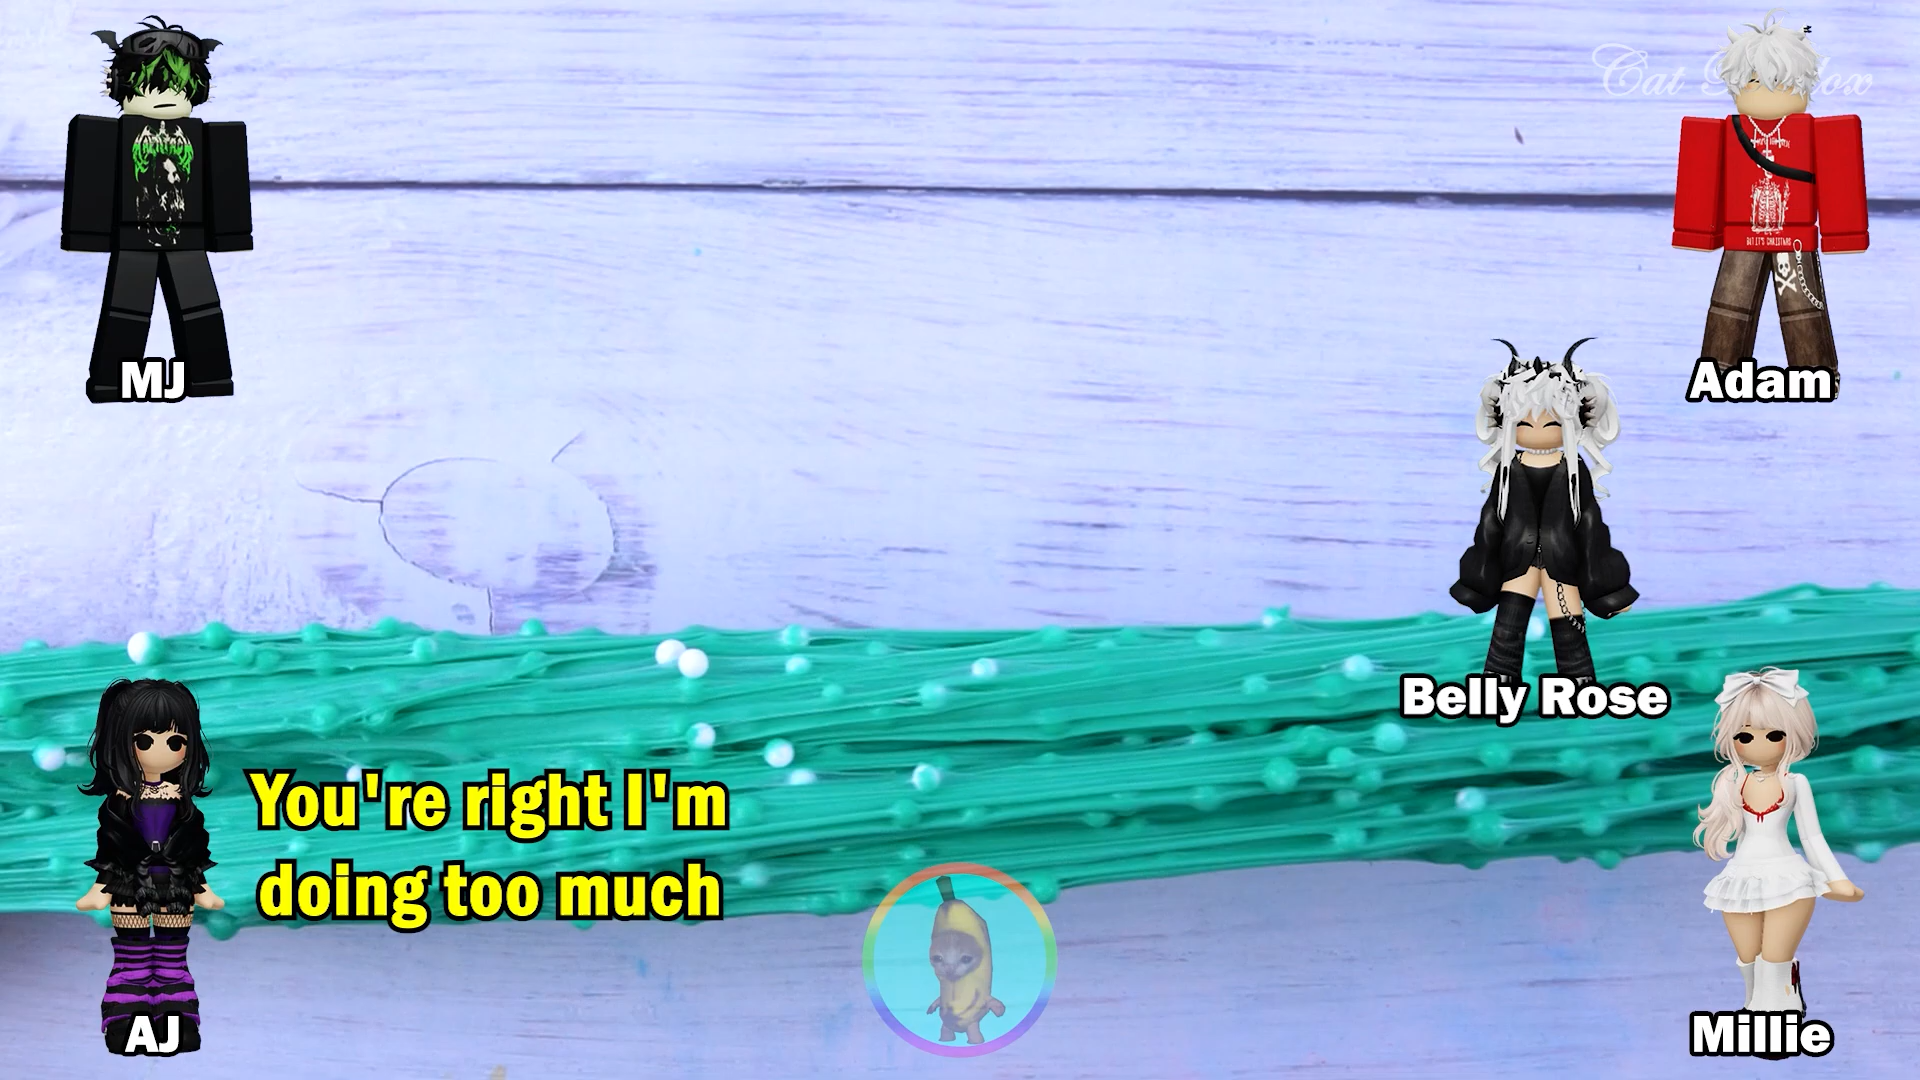 MJ
Adam
Belly Rose
You're right I'm
doing too much
AJ
Millie